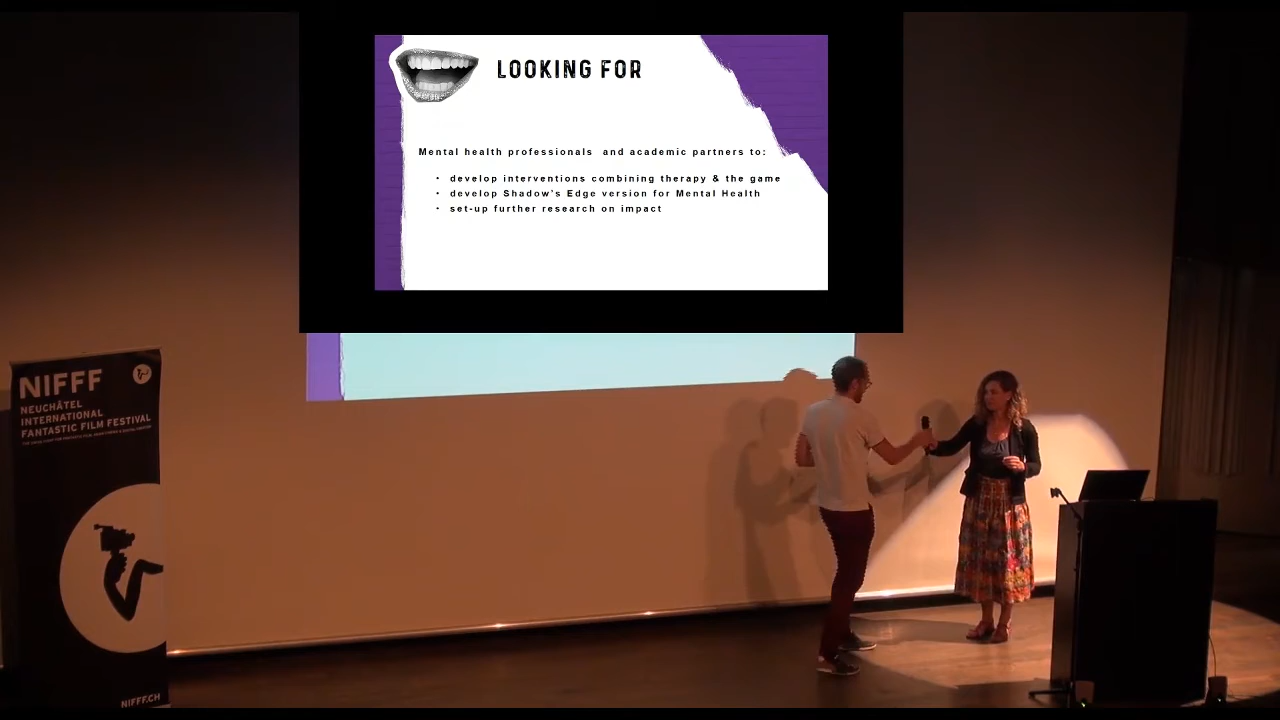 LOOKING FOR
Mental health professionals and academic partners to:
• develop interventions combining therapy & the game
• develop Shadow's Edge version for Mental Health
• set-up further research on impact
NIFFF
NEUCHÂTEL
INTERNATIONAL
FANTASTIC FILM FESTIVAL
NIFFF.CH